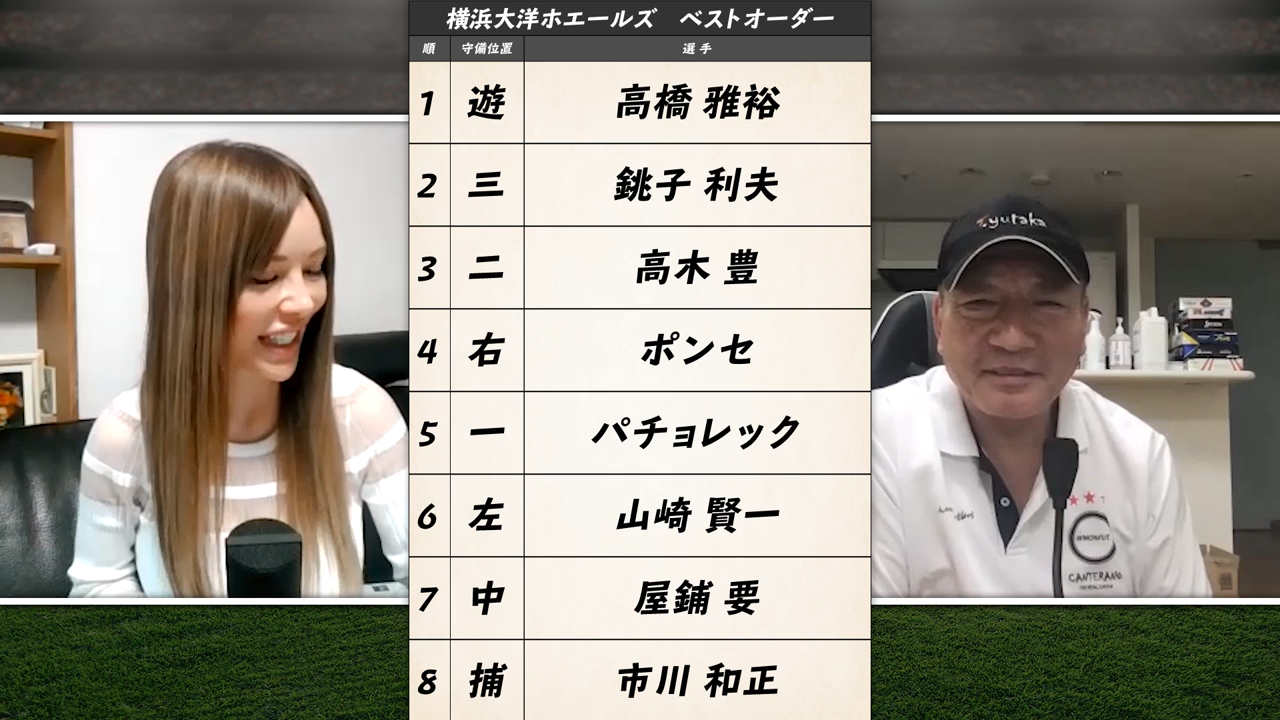 横浜大洋ホエールズ ベストオーダー
順 守備位置 選手
1 遊 高橋 雅裕
2 三 銚子 利夫
3 二 高木 豊
4 右 ポンセ
5 一 パチョレック
6 左 山崎 賢一
7 中 屋鋪 要
8 捕 市川 和正
yutaka
CANTERANO